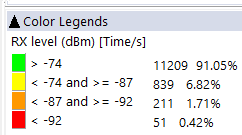 Color Legends
RX level (dBm) [Time/s]
> -74 11209 91.05%
< -74 and >= -87 839 6.82%
< -87 and >= -92 211 1.71%
< -92 51 0.42%